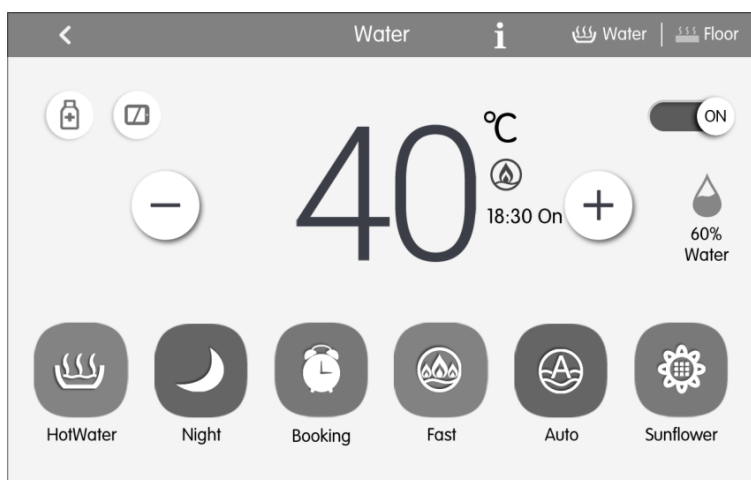 Water
i
Water | Floor
40
°C
18:30 On
ON
60%
Water
HotWater
Night
Booking
Fast
A
Auto
Sunflower